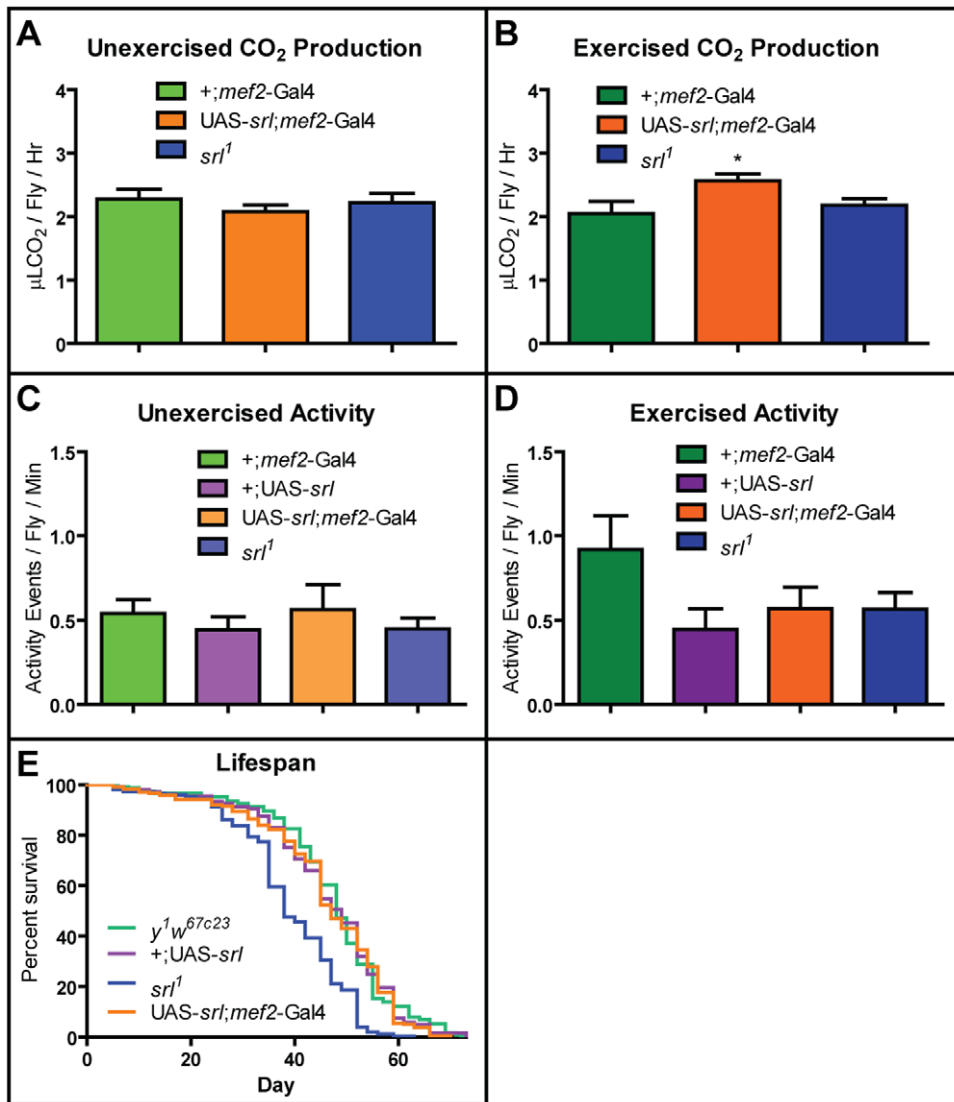 A
Unexercised CO₂ Production
+;mef2-Gal4
UAS-srl;mef2-Gal4
srl¹
4
3
2
1
0
µLCO₂ / Fly / Hr
B
Exercised CO₂ Production
+;mef2-Gal4
UAS-srl;mef2-Gal4
srl¹
*
4
3
2
1
0
µLCO₂ / Fly / Hr
C
Unexercised Activity
+;mef2-Gal4
+;UAS-srl
UAS-srl;mef2-Gal4
srl¹
1.5
1.0
0.5
0.0
Activity Events / Fly / Min
D
Exercised Activity
+;mef2-Gal4
+;UAS-srl
UAS-srl;mef2-Gal4
srl¹
1.5
1.0
0.5
0.0
Activity Events / Fly / Min
E
Lifespan
100
80
60
40
20
0
Percent survival
y¹w⁶⁷ᶜ²³
+;UAS-srl
srl¹
UAS-srl;mef2-Gal4
0 20 40 60
Day